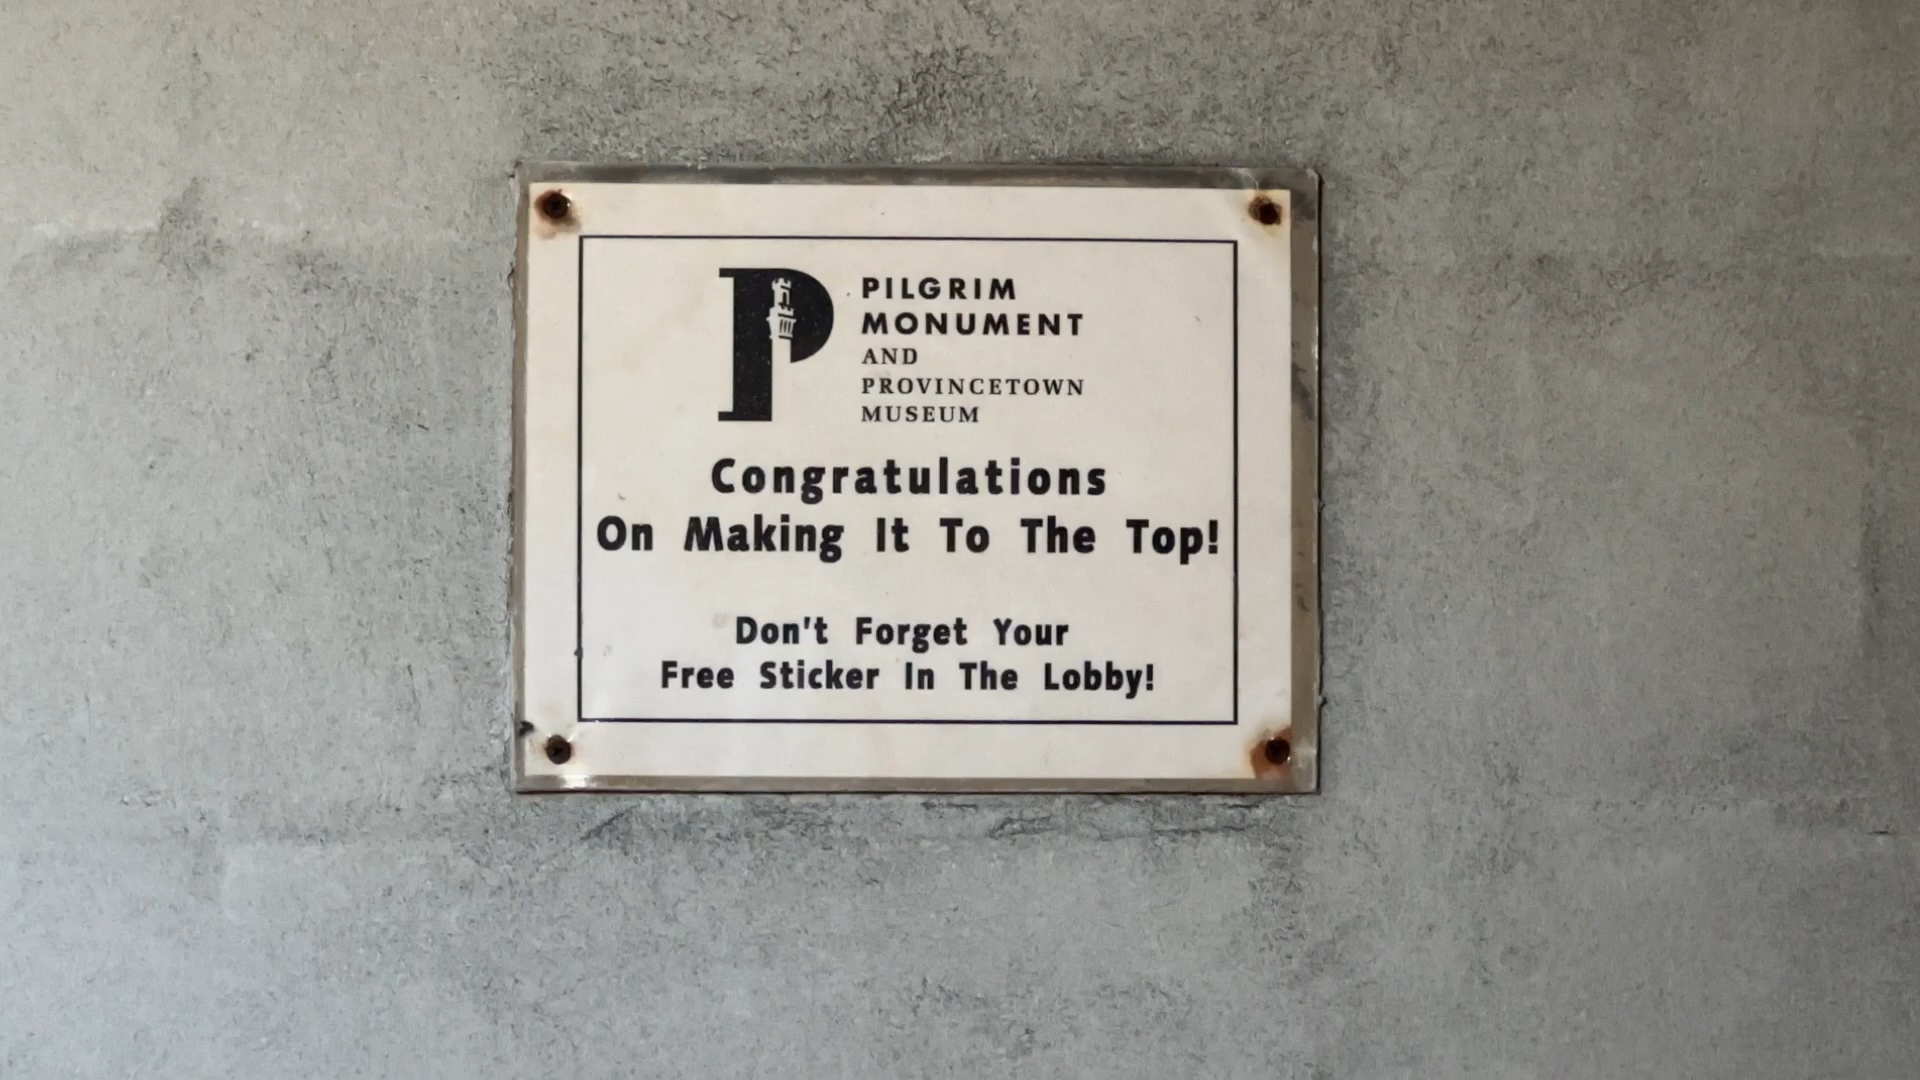 P
PILGRIM
MONUMENT
AND
PROVINCETOWN
MUSEUM
Congratulations
On Making It To The Top!
Don't Forget Your
Free Sticker In The Lobby!